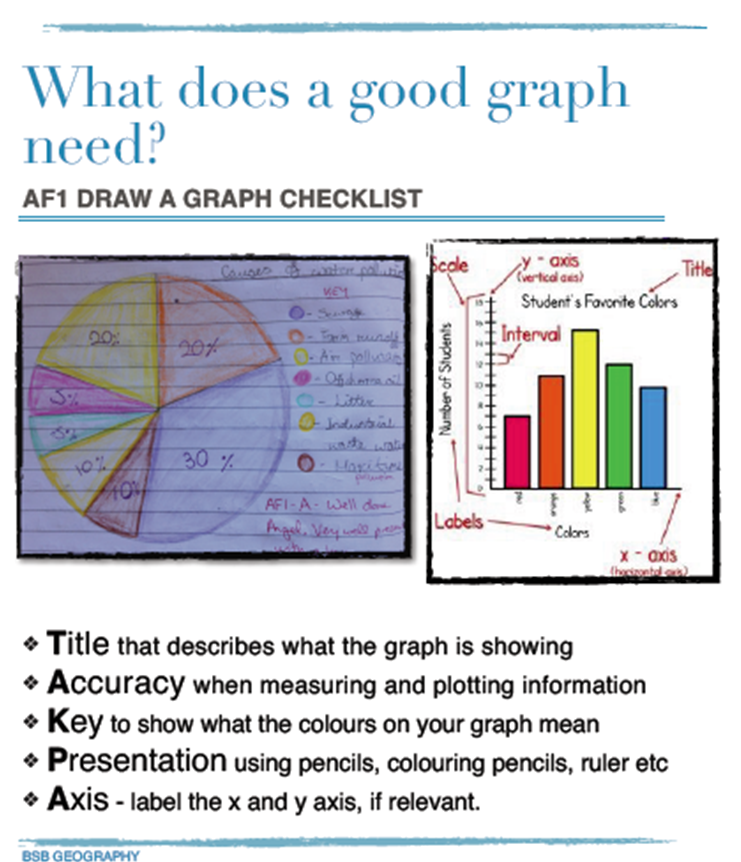 What does a good graph
need?
AF1 DRAW A GRAPH CHECKLIST
Causes of water pollution
KEY
- Sewage
- Farm runoff
- Air pollution
- Offshore oil
- Litter
- Industrial
waste water
- Maritime
20%
20%
5%
5%
10%
10%
30 %
AF1-A- Well done
Angel. Very well
Scale
y - axis
(vertical axis)
Title
Student's Favorite Colors
Interval
Number of Students
12
10
8
6
4
2
0
red
orange
yellow
green
blue
Labels
Colors
x - axis
(horizontal axis)
❖ Title that describes what the graph is showing
❖ Accuracy when measuring and plotting information
❖ Key to show what the colours on your graph mean
❖ Presentation using pencils, colouring pencils, ruler etc
❖ Axis - label the x and y axis, if relevant.
BSB GEOGRAPHY